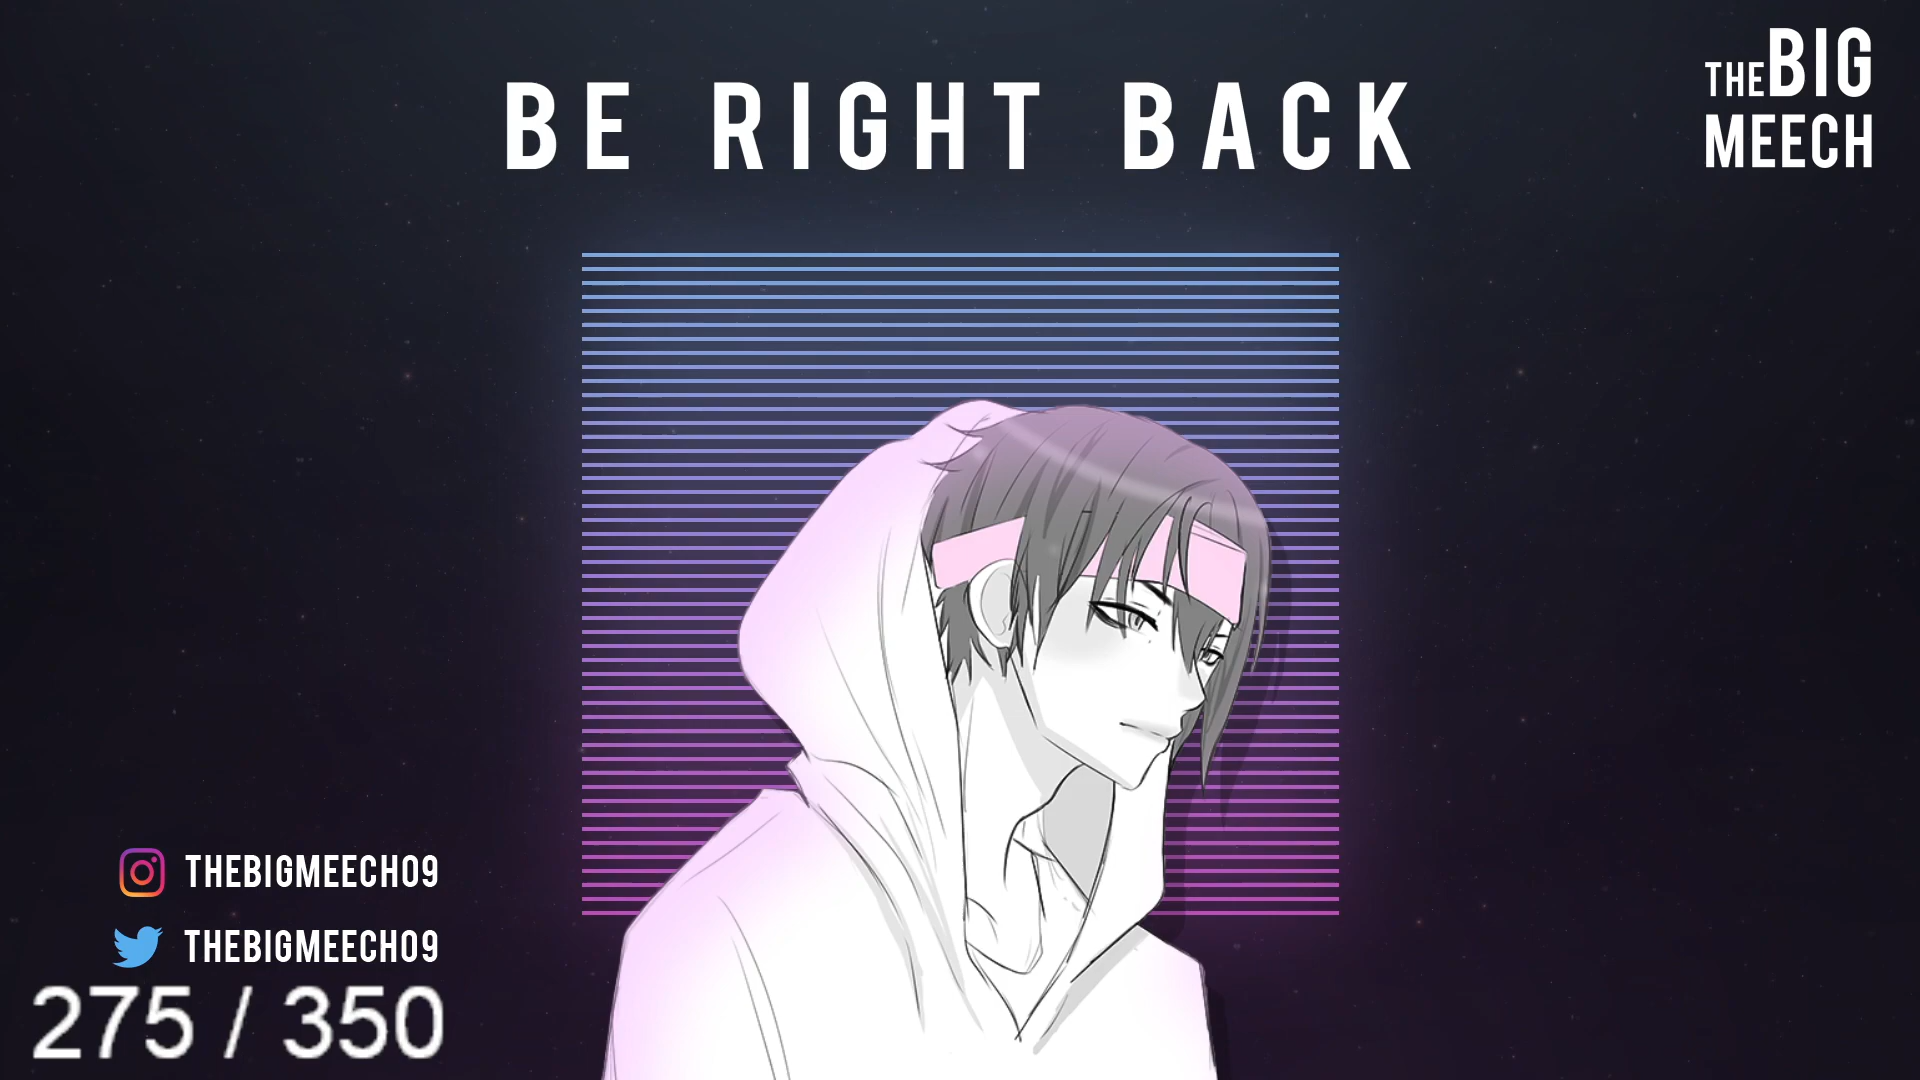 BE RIGHT BACK
THE BIG
MEECH
THEBIGMEECH09
THEBIGMEECH09
275 / 350